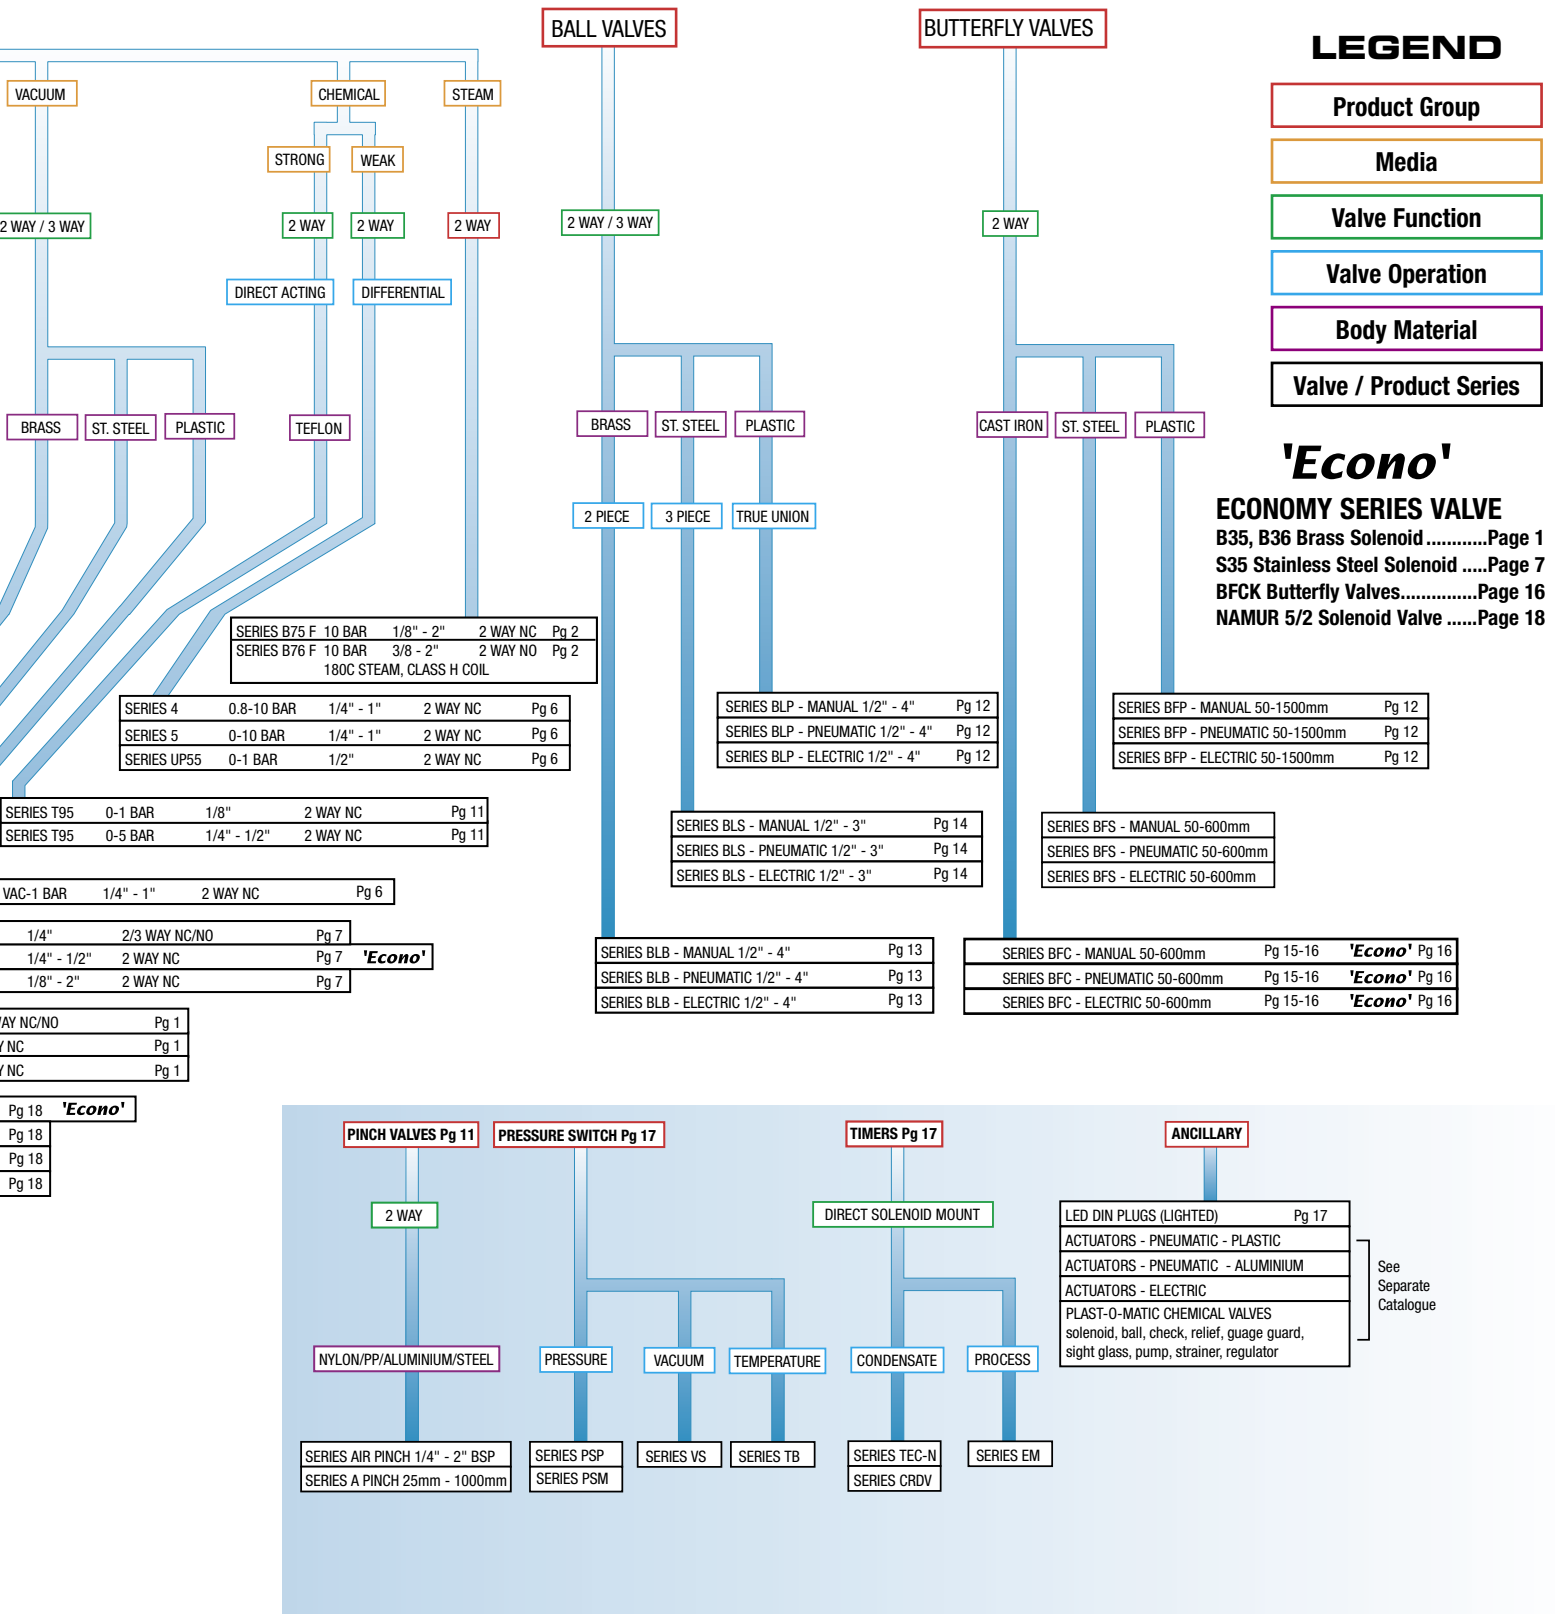 BALL VALVES
BUTTERFLY VALVES
LEGEND
Product Group
Media
Valve Function
Valve Operation
Body Material
Valve / Product Series
'Econo'
ECONOMY SERIES VALVE
B35, B36 Brass Solenoid ............Page 1
S35 Stainless Steel Solenoid .....Page 7
BFCK Butterfly Valves...............Page 16
NAMUR 5/2 Solenoid Valve ......Page 18
VACUUM
CHEMICAL
STEAM
STRONG
WEAK
2 WAY / 3 WAY
2 WAY
2 WAY
2 WAY
2 WAY / 3 WAY
2 WAY
DIRECT ACTING
DIFFERENTIAL
BRASS
ST. STEEL
PLASTIC
TEFLON
BRASS
ST. STEEL
PLASTIC
CAST IRON
ST. STEEL
PLASTIC
2 PIECE
3 PIECE
TRUE UNION
SERIES B75 F 10 BAR 1/8" - 2" 2 WAY NC Pg 2
SERIES B76 F 10 BAR 3/8 - 2" 2 WAY NO Pg 2
180C STEAM, CLASS H COIL
SERIES 4 0.8-10 BAR 1/4" - 1" 2 WAY NC Pg 6
SERIES 5 0-10 BAR 1/4" - 1" 2 WAY NC Pg 6
SERIES UP55 0-1 BAR 1/2" 2 WAY NC Pg 6
SERIES BLP - MANUAL 1/2" - 4" Pg 12
SERIES BLP - PNEUMATIC 1/2" - 4" Pg 12
SERIES BLP - ELECTRIC 1/2" - 4" Pg 12
SERIES BFP - MANUAL 50-1500mm Pg 12
SERIES BFP - PNEUMATIC 50-1500mm Pg 12
SERIES BFP - ELECTRIC 50-1500mm Pg 12
SERIES T95 0-1 BAR 1/8" 2 WAY NC Pg 11
SERIES T95 0-5 BAR 1/4" - 1/2" 2 WAY NC Pg 11
SERIES BLS - MANUAL 1/2" - 3" Pg 14
SERIES BLS - PNEUMATIC 1/2" - 3" Pg 14
SERIES BLS - ELECTRIC 1/2" - 3" Pg 14
SERIES BFS - MANUAL 50-600mm
SERIES BFS - PNEUMATIC 50-600mm
SERIES BFS - ELECTRIC 50-600mm
VAC-1 BAR 1/4" - 1" 2 WAY NC Pg 6
1/4" 2/3 WAY NC/NO Pg 7
1/4" - 1/2" 2 WAY NC Pg 7 'Econo'
1/8" - 2" 2 WAY NC Pg 7
SERIES BLB - MANUAL 1/2" - 4" Pg 13
SERIES BLB - PNEUMATIC 1/2" - 4" Pg 13
SERIES BLB - ELECTRIC 1/2" - 4" Pg 13
SERIES BFC - MANUAL 50-600mm Pg 15-16 'Econo' Pg 16
SERIES BFC - PNEUMATIC 50-600mm Pg 15-16 'Econo' Pg 16
SERIES BFC - ELECTRIC 50-600mm Pg 15-16 'Econo' Pg 16
NC/NO Pg 1
NC Pg 1
NC Pg 1
Pg 18 'Econo'
Pg 18
Pg 18
Pg 18
PINCH VALVES Pg 11
PRESSURE SWITCH Pg 17
TIMERS Pg 17
ANCILLARY
2 WAY
DIRECT SOLENOID MOUNT
LED DIN PLUGS (LIGHTED) Pg 17
ACTUATORS - PNEUMATIC - PLASTIC
ACTUATORS - PNEUMATIC - ALUMINIUM
ACTUATORS - ELECTRIC
PLAST-O-MATIC CHEMICAL VALVES
solenoid, ball, check, relief, guage guard,
sight glass, pump, strainer, regulator
See
Separate
Catalogue
NYLON/PP/ALUMINIUM/STEEL
PRESSURE
VACUUM
TEMPERATURE
CONDENSATE
PROCESS
SERIES AIR PINCH 1/4" - 2" BSP
SERIES A PINCH 25mm - 1000mm
SERIES PSP
SERIES PSM
SERIES VS
SERIES TB
SERIES TEC-N
SERIES CRDV
SERIES EM